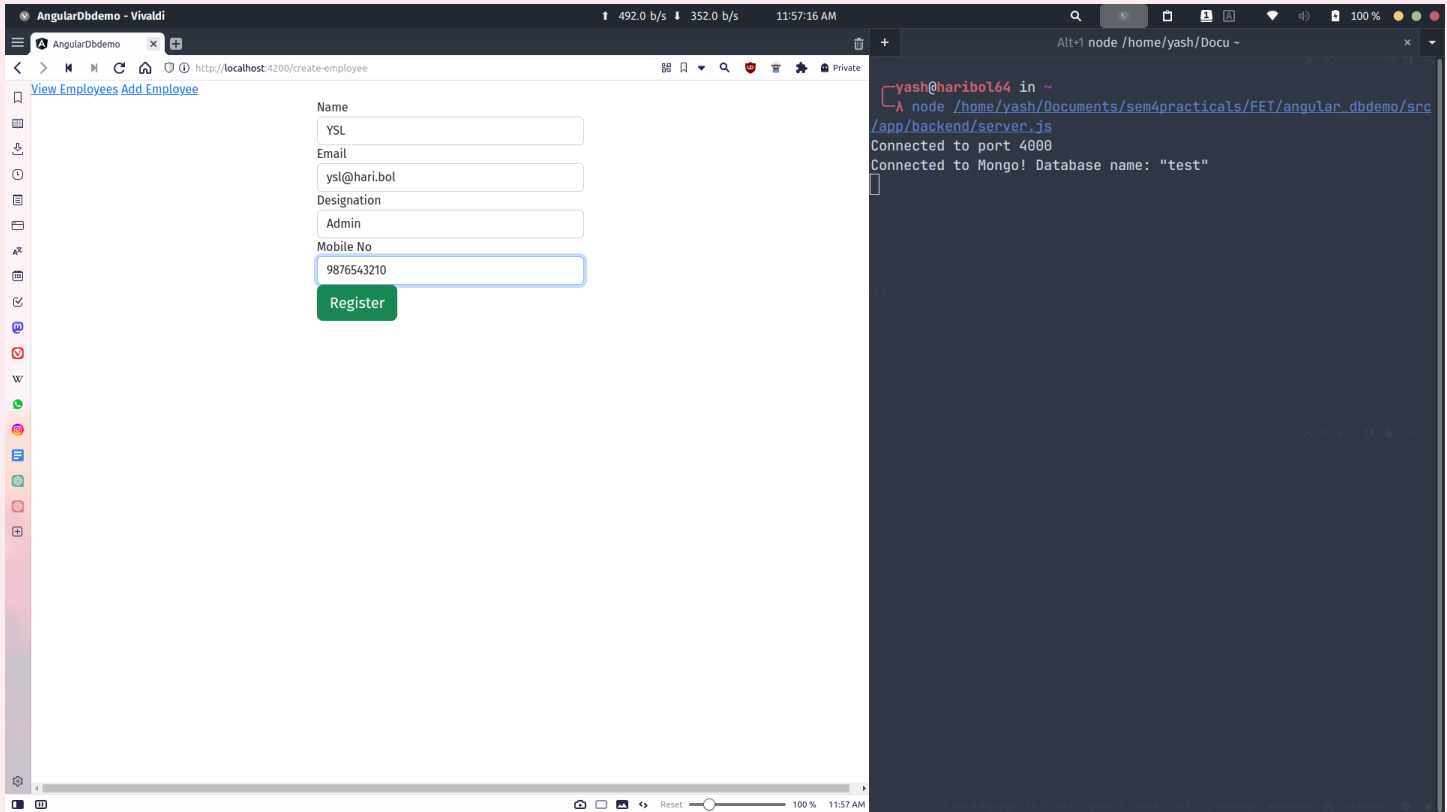 AngularDbdemo - Vivaldi
492.0 b/s 352.0 b/s
11:57:16 AM
1 A
100 %
AngularDbdemo
http://localhost:4200/create-employee
Private
View Employees Add Employee
Name
YSL
Email
ysl@hari.bol
Designation
Admin
Mobile No
9876543210
Register
W
Reset
100 %
11:57 AM
Alt+1 node /home/yash/Docu ~
yash@haribol64 in ~
λ node /home/yash/Documents/sem4practicals/FET/angular_dbdemo/src
/app/backend/server.js
Connected to port 4000
Connected to Mongo! Database name: "test"